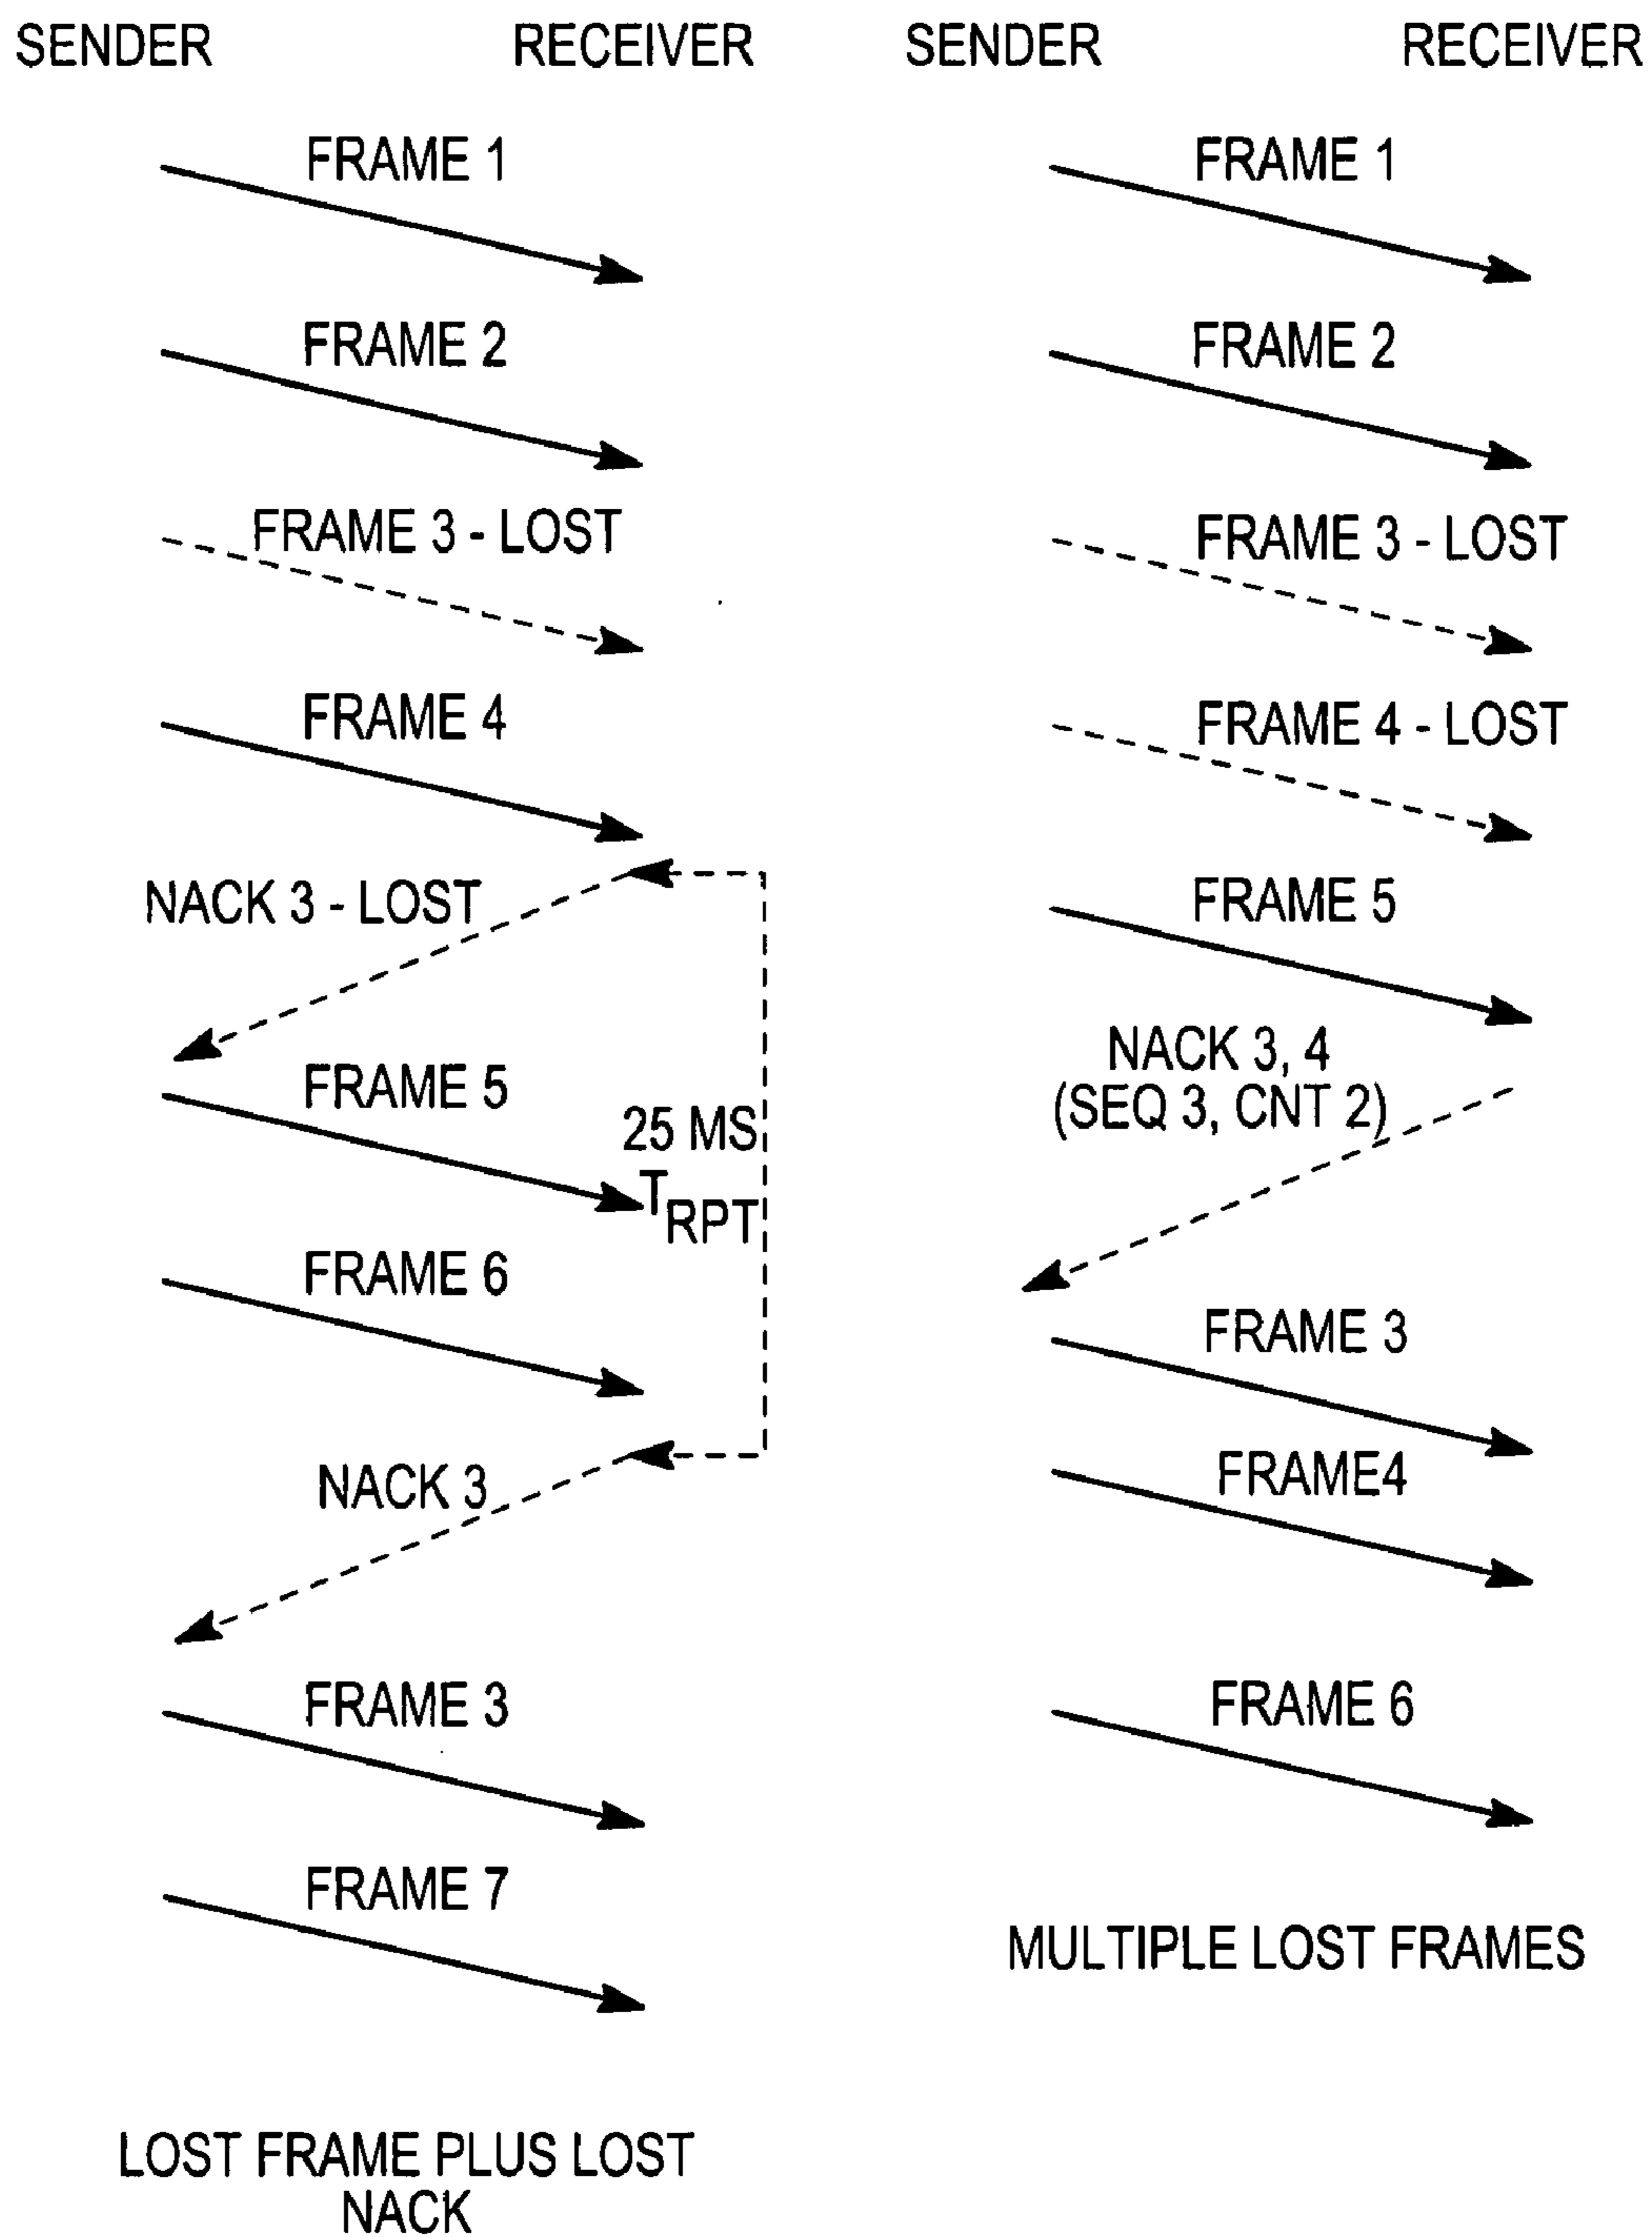 SENDER
RECEIVER
FRAME 1
FRAME 2
FRAME 3 - LOST
FRAME 4
NACK 3 - LOST
FRAME 5
25 MS
TRPT
FRAME 6
NACK 3
FRAME 3
FRAME 7
LOST FRAME PLUS LOST
NACK
SENDER
RECEIVER
FRAME 1
FRAME 2
FRAME 3 - LOST
FRAME 4 - LOST
FRAME 5
NACK 3, 4
(SEQ 3, CNT 2)
FRAME 3
FRAME4
FRAME 6
MULTIPLE LOST FRAMES